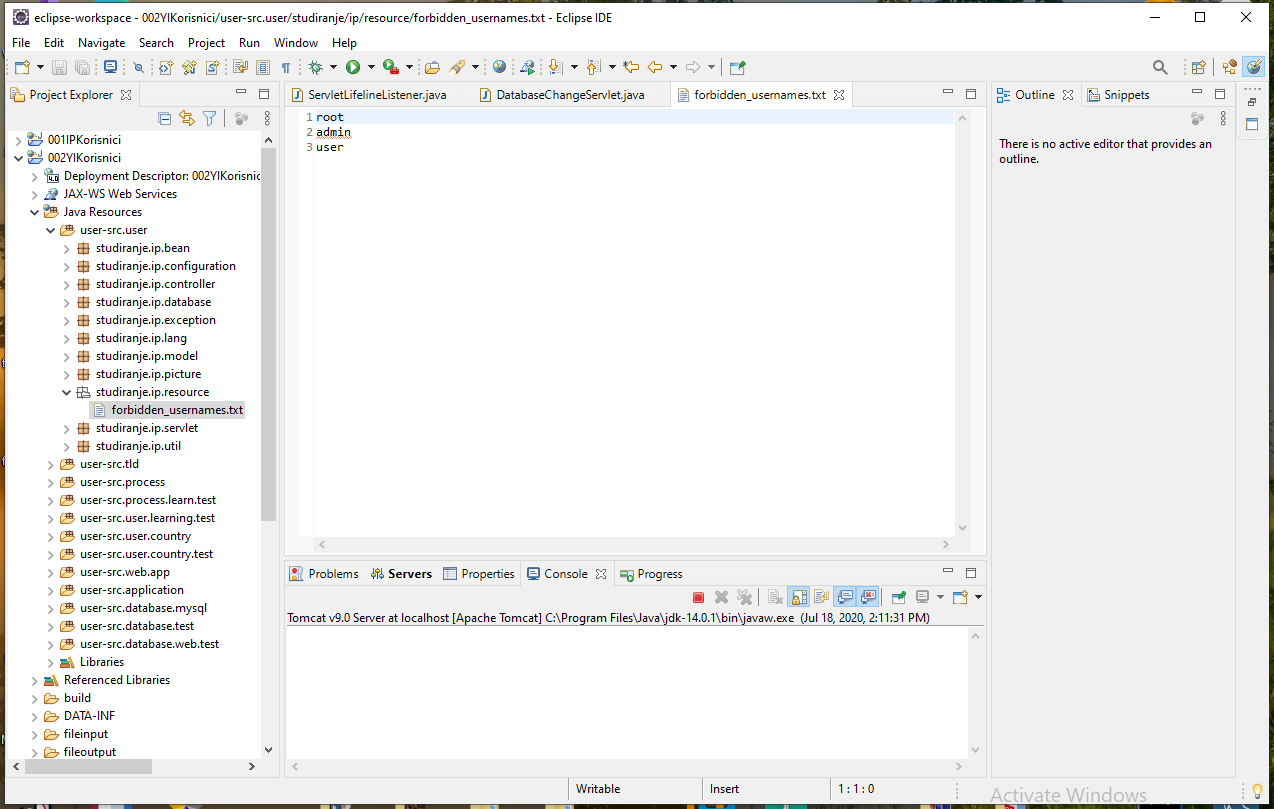 eclipse-workspace - 002YIKorisnici/user-src.user/studiranje/ip/resource/forbidden_usernames.txt - Eclipse IDE
File Edit Navigate Search Project Run Window Help
Project Explorer
001IPKorisnici
002YIKorisnici
Deployment Descriptor: 002YIKorisnic
JAX-WS Web Services
Java Resources
user-src.user
studiranje.ip.bean
studiranje.ip.configuration
studiranje.ip.controller
studiranje.ip.database
studiranje.ip.exception
studiranje.ip.lang
studiranje.ip.model
studiranje.ip.picture
studiranje.ip.resource
forbidden_usernames.txt
studiranje.ip.servlet
studiranje.ip.util
user-src.tld
user-src.process
user-src.process.learn.test
user-src.user.learning.test
user-src.user.country
user-src.user.country.test
user-src.web.app
user-src.application
user-src.database.mysql
user-src.database.test
user-src.database.web.test
Libraries
Referenced Libraries
build
DATA-INF
fileinput
fileoutput
ServletLifelineListener.java DatabaseChangeServlet.java forbidden_usernames.txt
1 root
2 admin
3 user
Outline Snippets
There is no active editor that provides an
outline.
Problems Servers Properties Console Progress
Tomcat v9.0 Server at localhost [Apache Tomcat] C:\Program Files\Java\jdk-14.0.1\bin\javaw.exe (Jul 18, 2020, 2:11:31 PM)
Writable Insert 1 : 1 : 0
Activate Windows